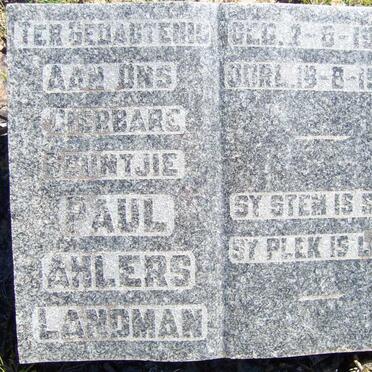 TER GEDAGTENIS
AAN ONS
DIERBARE
SEUNTJIE
PAUL
AHLERS
LANDMAN
GEB. 7-8-19
OORL. 19-8-19
SY STEM IS S
SY PLEK IS L